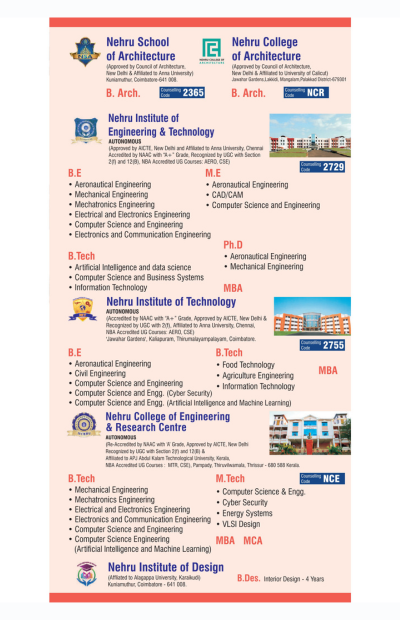 Nehru School
of Architecture
(Approved by Council of Architecture,
New Delhi & Affiliated to Anna University)
Kuniamuthur, Coimbatore-641 008.
B. Arch. Counselling Code 2365
NEHRU COLLEGE OF
ARCHITECTURE
Nehru College
of Architecture
(Approved by Council of Architecture,
New Delhi & Affiliated to University of Calicut)
Jawahar Gardens,Lakkidi, Mangalam,Palakkad District-679301
B. Arch. Counselling Code NCR
Nehru Institute of
Engineering & Technology
AUTONOMOUS
(Approved by AICTE, New Delhi and Affiliated to Anna University, Chennai
Accredited by NAAC with "A+" Grade, Recognized by UGC with Section
2(f) and 12(B), NBA Accredited UG Courses: AERO, CSE)
Counselling Code 2729
B.E
• Aeronautical Engineering
• Mechanical Engineering
• Mechatronics Engineering
• Electrical and Electronics Engineering
• Computer Science and Engineering
• Electronics and Communication Engineering
M.E
• Aeronautical Engineering
• CAD/CAM
• Computer Science and Engineering
Ph.D
• Aeronautical Engineering
• Mechanical Engineering
B.Tech
• Artificial Intelligence and data science
• Computer Science and Business Systems
• Information Technology
MBA
Nehru Institute of Technology
AUTONOMOUS
(Accredited by NAAC with "A+" Grade, Approved by AICTE, New Delhi &
Recognized by UGC with 2(f), Affiliated to Anna University, Chennai,
NBA Accredited UG Courses: AERO, CSE)
'Jawahar Gardens', Kaliapuram, Thirumalayampalayam, Coimbatore.
Counselling Code 2755
B.E
• Aeronautical Engineering
• Civil Engineering
• Computer Science and Engineering
• Computer Science and Engg. (Cyber Security)
• Computer Science and Engg. (Artificial Intelligence and Machine Learning)
B.Tech
• Food Technology
• Agriculture Engineering
• Information Technology
MBA
Nehru College of Engineering
& Research Centre
AUTONOMOUS
(Re-Accredited by NAAC with 'A' Grade, Approved by AICTE, New Delhi
Recognized by UGC with Section 2(f) and 12(B) &
Affiliated to APJ Abdul Kalam Technological University, Kerala,
NBA Accredited UG Courses : MTR, CSE), Pampady, Thiruvilwamala, Thrissur - 680 588 Kerala.
Counselling Code NCE
B.Tech
• Mechanical Engineering
• Mechatronics Engineering
• Electrical and Electronics Engineering
• Electronics and Communication Engineering
• Computer Science and Engineering
• Computer Science Engineering
(Artificial Intelligence and Machine Learning)
M.Tech
• Computer Science & Engg.
• Cyber Security
• Energy Systems
• VLSI Design
MBA MCA
Nehru Institute of Design
(Affliated to Alagappa University, Karaikudi)
Kuniamuthur, Coimbatore - 641 008.
B.Des. Interior Design - 4 Years